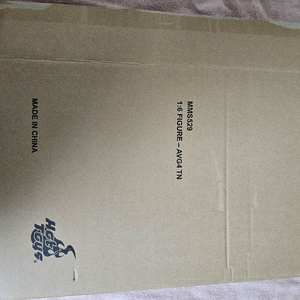 MMS529
1:6 FIGURE – AVG4 TN
MADE IN CHINA
HOT TOYS